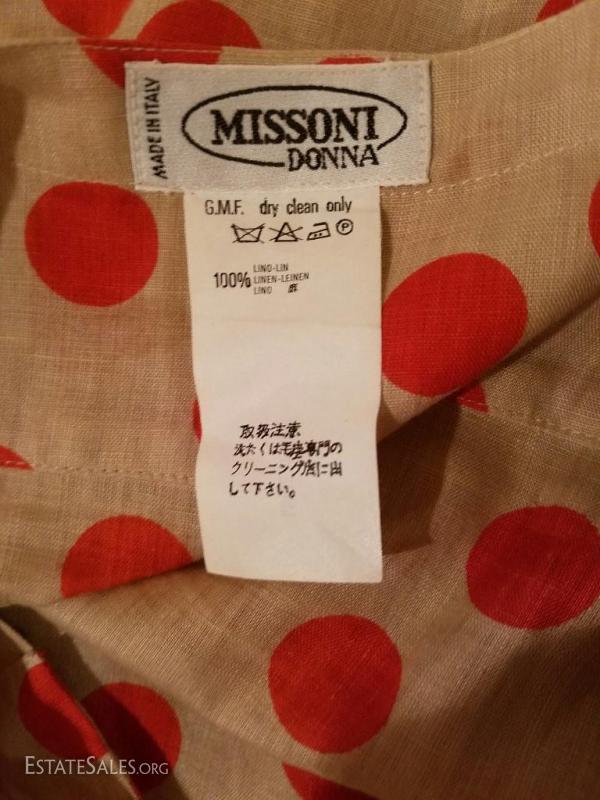 MADE IN ITALY
MISSONI
DONNA
G.M.F. dry clean only
P
100%
LINO-LIN
LINEN-LEINEN
LINO 麻
取扱注意
洗たくは毛皮専門の
クリーニング店に出
して下さい。
ESTATESALES.ORG